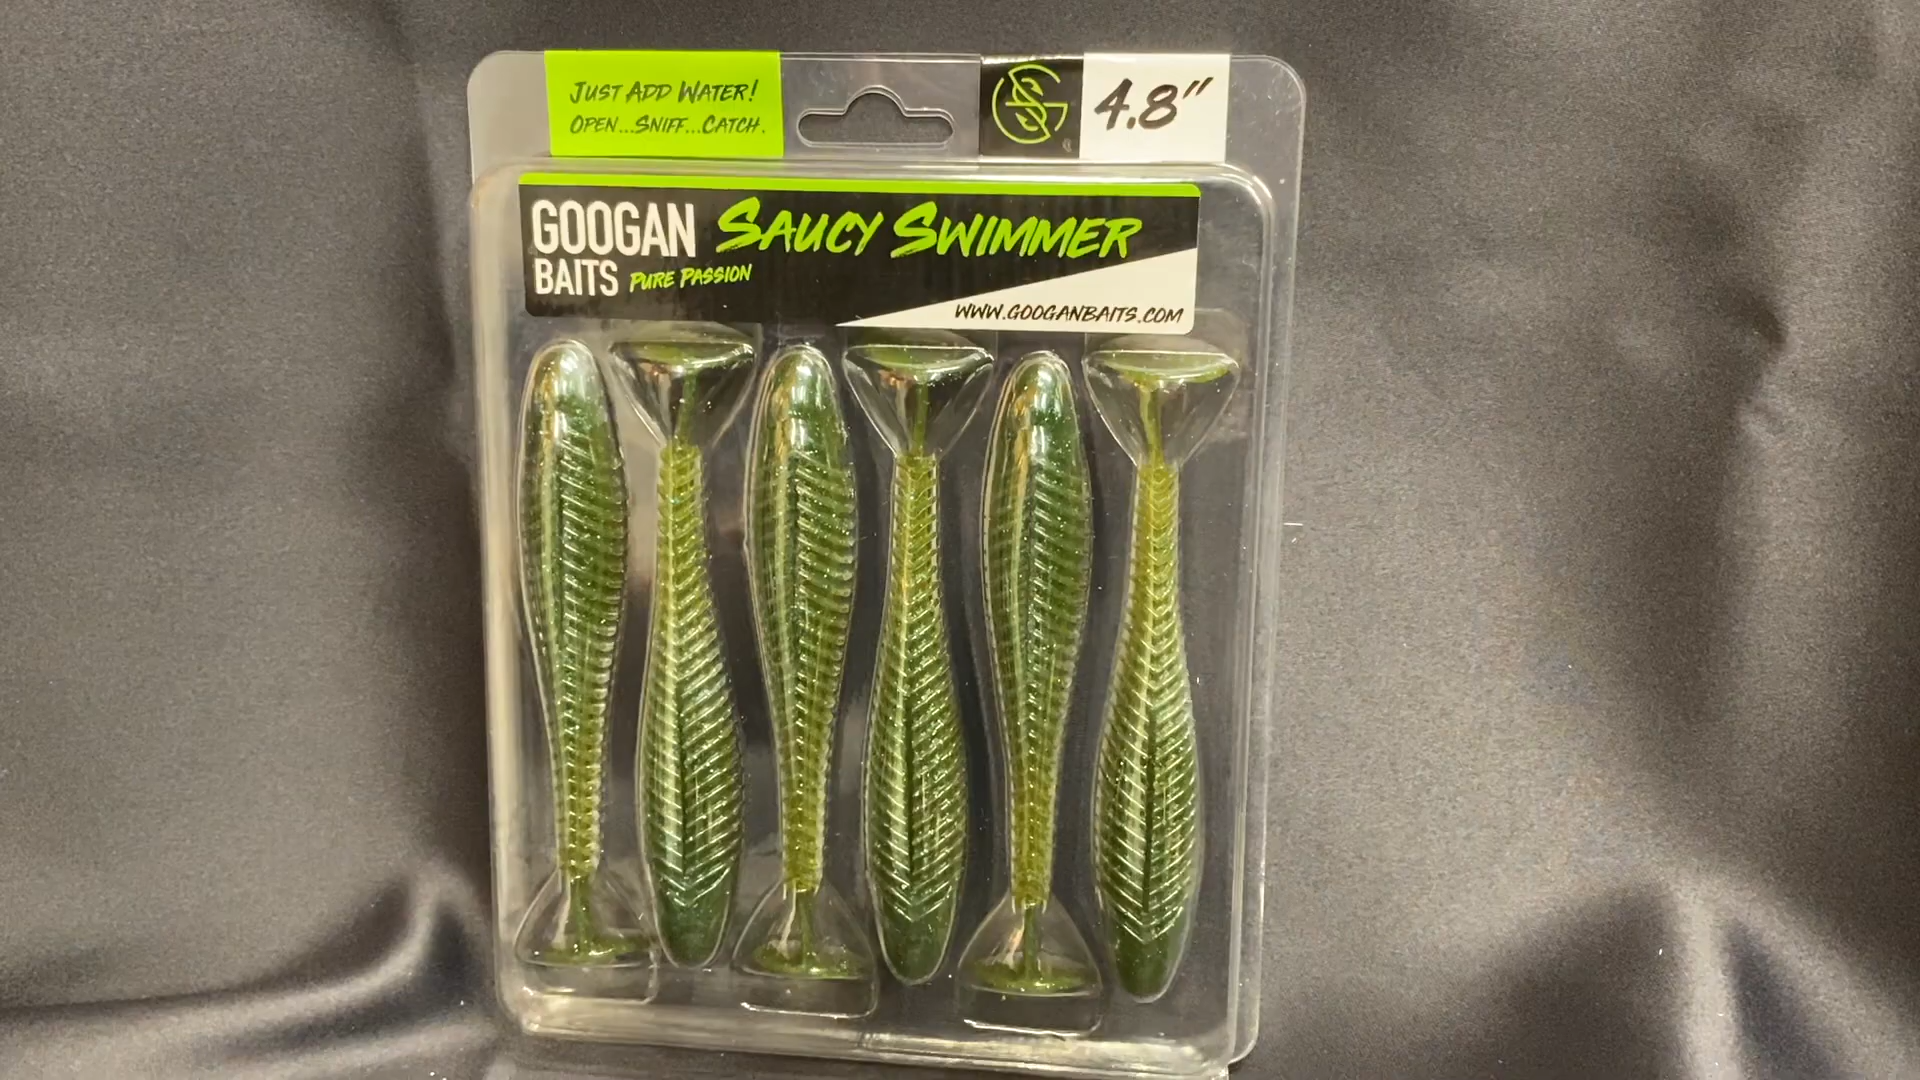 JUST ADD WATER!
OPEN...SNIFF...CATCH.
4.8"
GOOGAN
BAITS PURE PASSION
SAUCY SWIMMER
WWW.GOOGANBAITS.COM